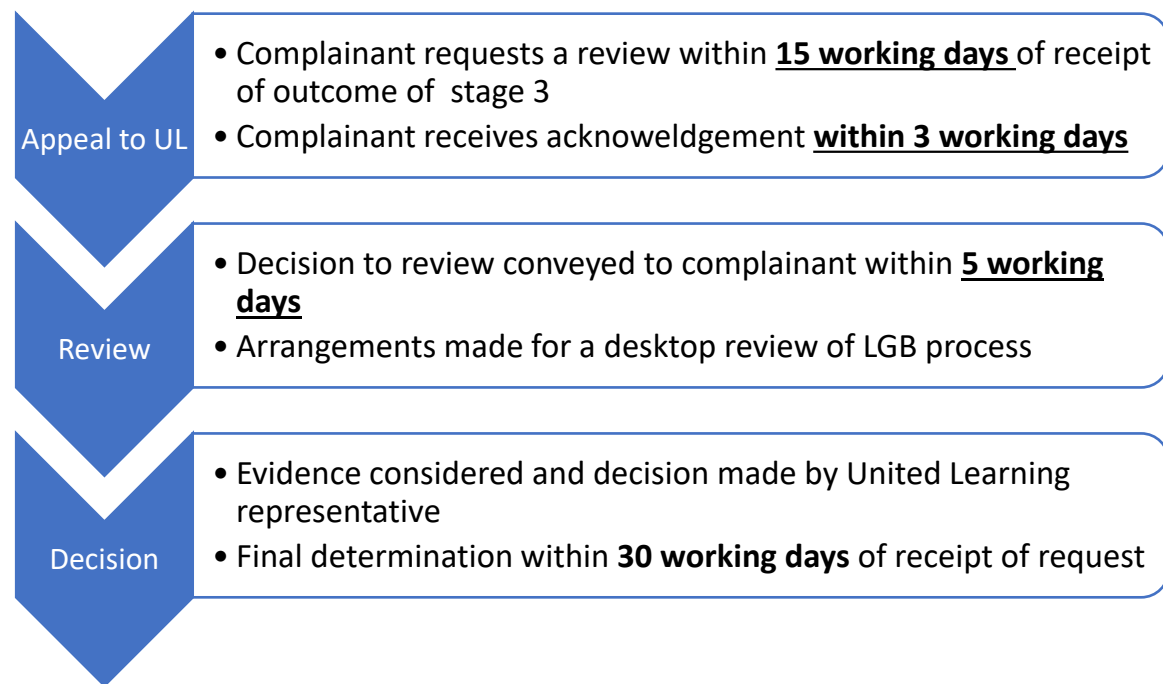 Appeal to UL
• Complainant requests a review within 15 working days of receipt
of outcome of stage 3
• Complainant receives acknoweldgement within 3 working days
Review
• Decision to review conveyed to complainant within 5 working
days
• Arrangements made for a desktop review of LGB process
Decision
• Evidence considered and decision made by United Learning
representative
• Final determination within 30 working days of receipt of request